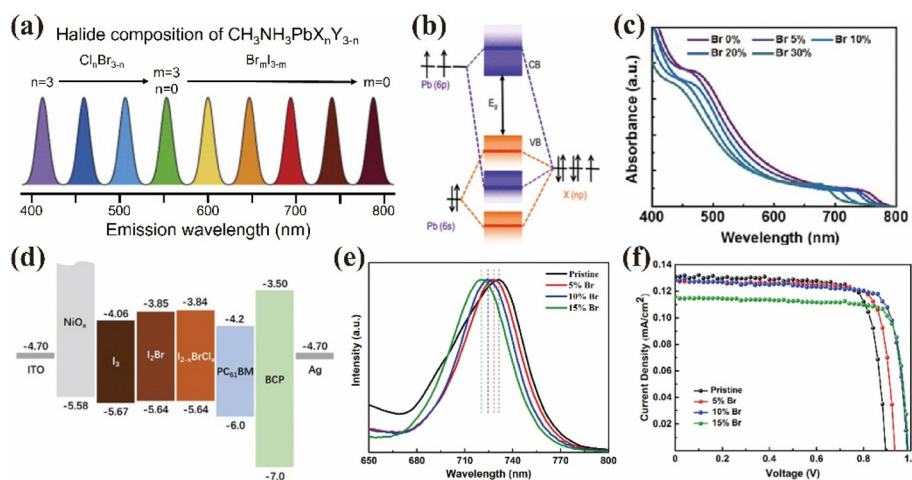 (a)
Halide composition of CH₃NH₃PbXₙY₃₋ₙ
ClₙBr₃₋ₙ
BrₘI₃₋ₘ
n=3
m=3
n=0
m=0
400 500 600 700 800
Emission wavelength (nm)
(b)
Pb (6p)
CB
E₉
VB
X (np)
Pb (6s)
(c)
Absorbance (a.u.)
Br 0% Br 5% Br 10%
Br 20% Br 30%
400 500 600 700 800
Wavelength (nm)
(d)
-4.70
ITO
NiOₓ
-5.58
-4.06
I₃
-5.67
-3.85
I₂Br
-5.64
-3.84
I₂₋ₓBrClₓ
-5.64
-4.2
PC₆₁BM
-6.0
-3.50
BCP
-7.0
-4.70
Ag
(e)
Intensity (a.u.)
Pristine
5% Br
10% Br
15% Br
650 680 710 740 770 800
Wavelength (nm)
(f)
Current Density (mA/cm²)
0.14
0.12
0.10
0.08
0.06
0.04
0.02
Pristine
5% Br
10% Br
15% Br
0 0.2 0.4 0.6 0.8 1.
Voltage (V)